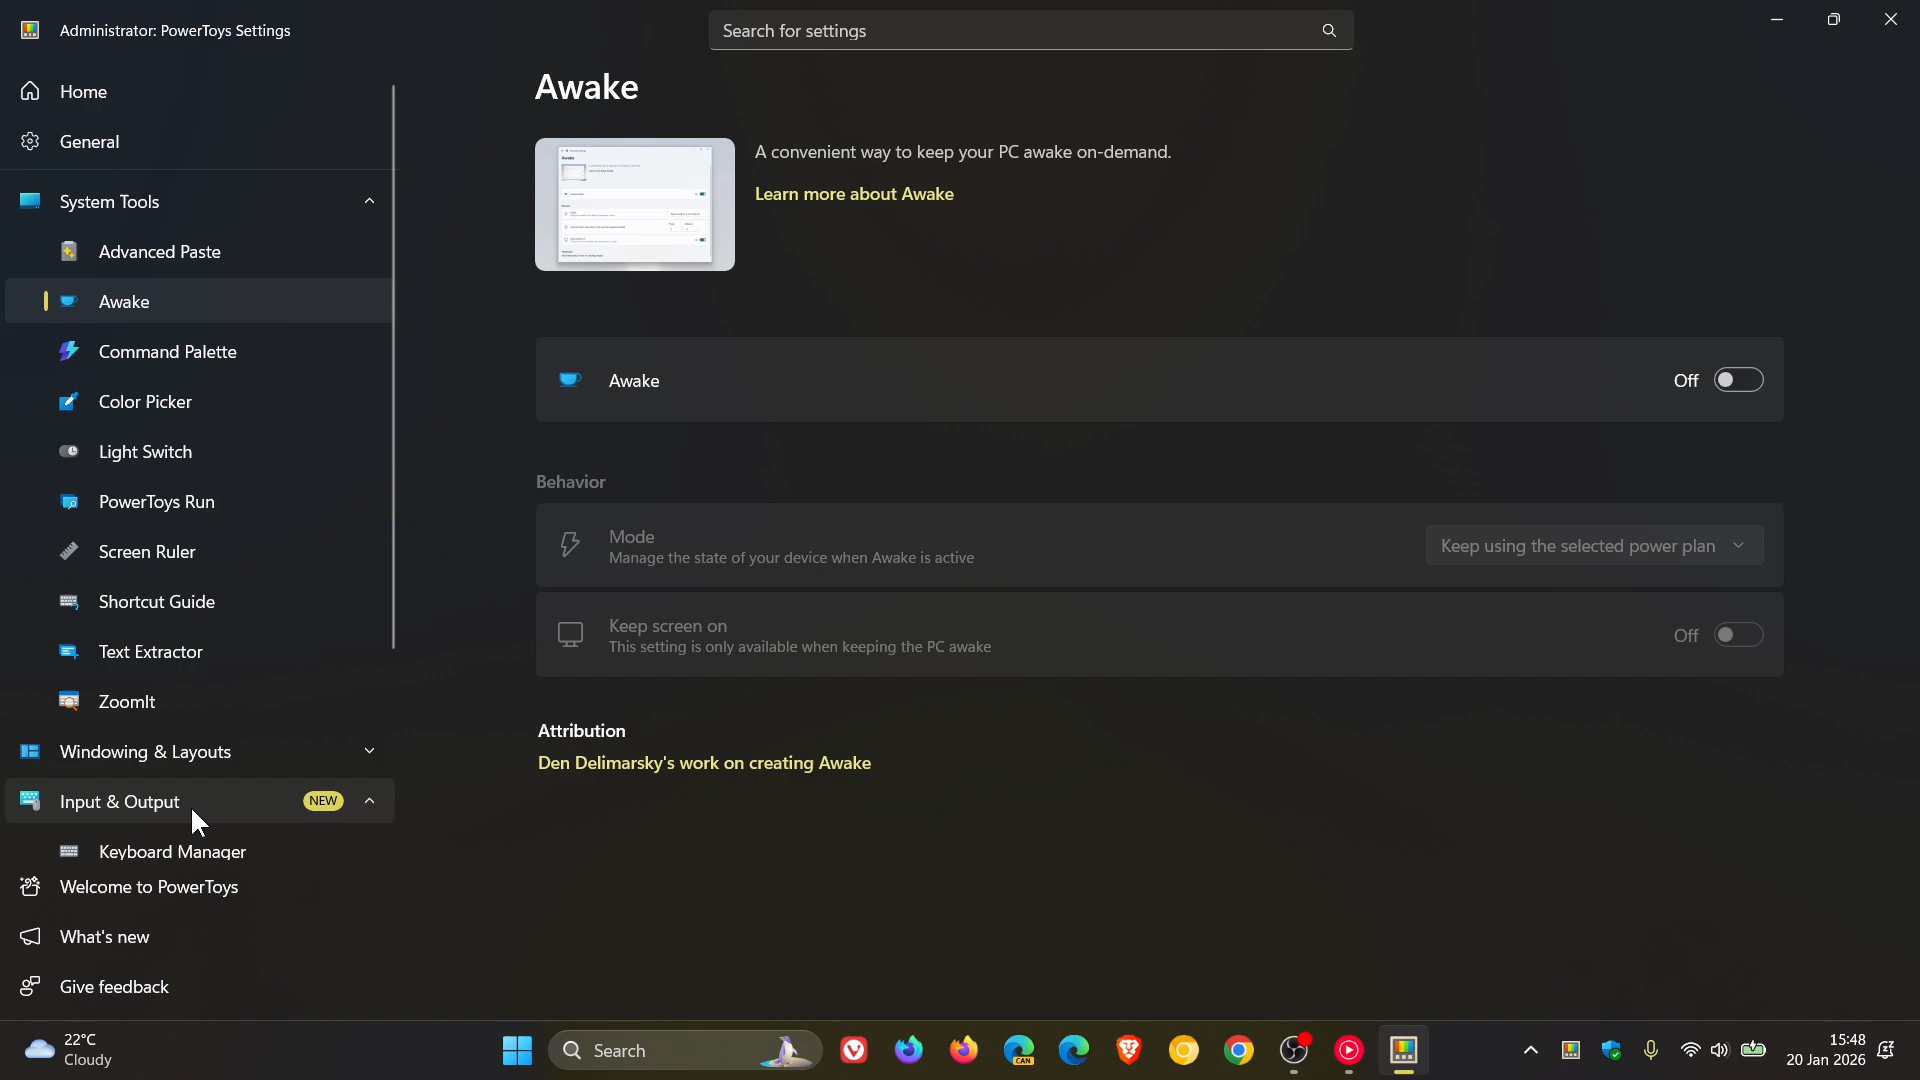 Administrator: PowerToys Settings
Search for settings
Home
General
System Tools
Advanced Paste
Awake
Command Palette
Color Picker
Light Switch
PowerToys Run
Screen Ruler
Shortcut Guide
Text Extractor
ZoomIt
Windowing & Layouts
Input & Output NEW
Keyboard Manager
Welcome to PowerToys
What's new
Give feedback
Awake
A convenient way to keep your PC awake on-demand.
Learn more about Awake
Awake
Off
Behavior
Mode
Manage the state of your device when Awake is active
Keep using the selected power plan
Keep screen on
This setting is only available when keeping the PC awake
Off
Attribution
Den Delimarsky's work on creating Awake
22°C
Cloudy
Search
CAN
15:48
20 Jan 2026